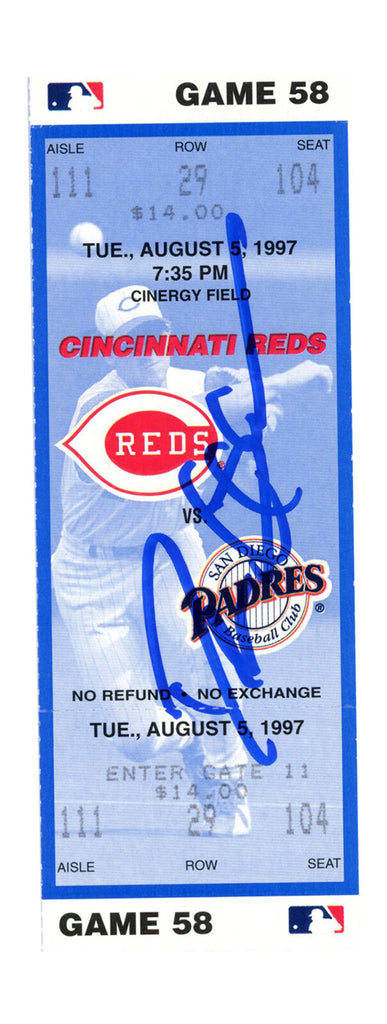 GAME 58
AISLE ROW SEAT
111 29 104
$14.00
TUE., AUGUST 5, 1997
7:35 PM
CINERGY FIELD
CINCINNATI REDS
REDS
VS.
SAN DIEGO
PADRES
Baseball Club
®
NO REFUND • NO EXCHANGE
TUE., AUGUST 5, 1997
ENTER GATE 11
$14.00
111 29 104
AISLE ROW SEAT
GAME 58